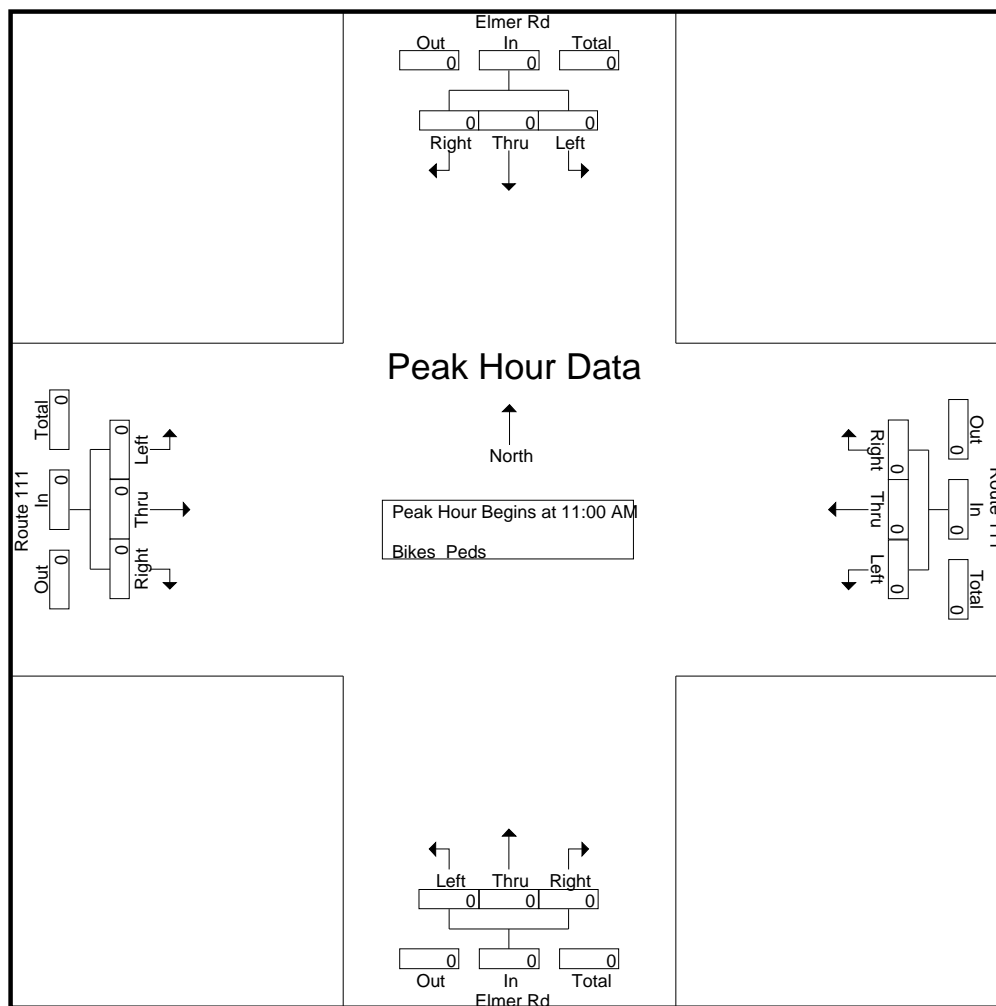 Elmer Rd
Out In Total
0 0 0
0 0 0
Right Thru Left
Peak Hour Data
North
Peak Hour Begins at 11:00 AM
Bikes Peds
Route 111
Total In Out
0 0 0
0 0 0
Left Thru Right
Out In Total
0 0 0
0 0 0
Right Thru Left
Left Thru Right
0 0 0
0 0 0
Out In Total
Elmer Rd